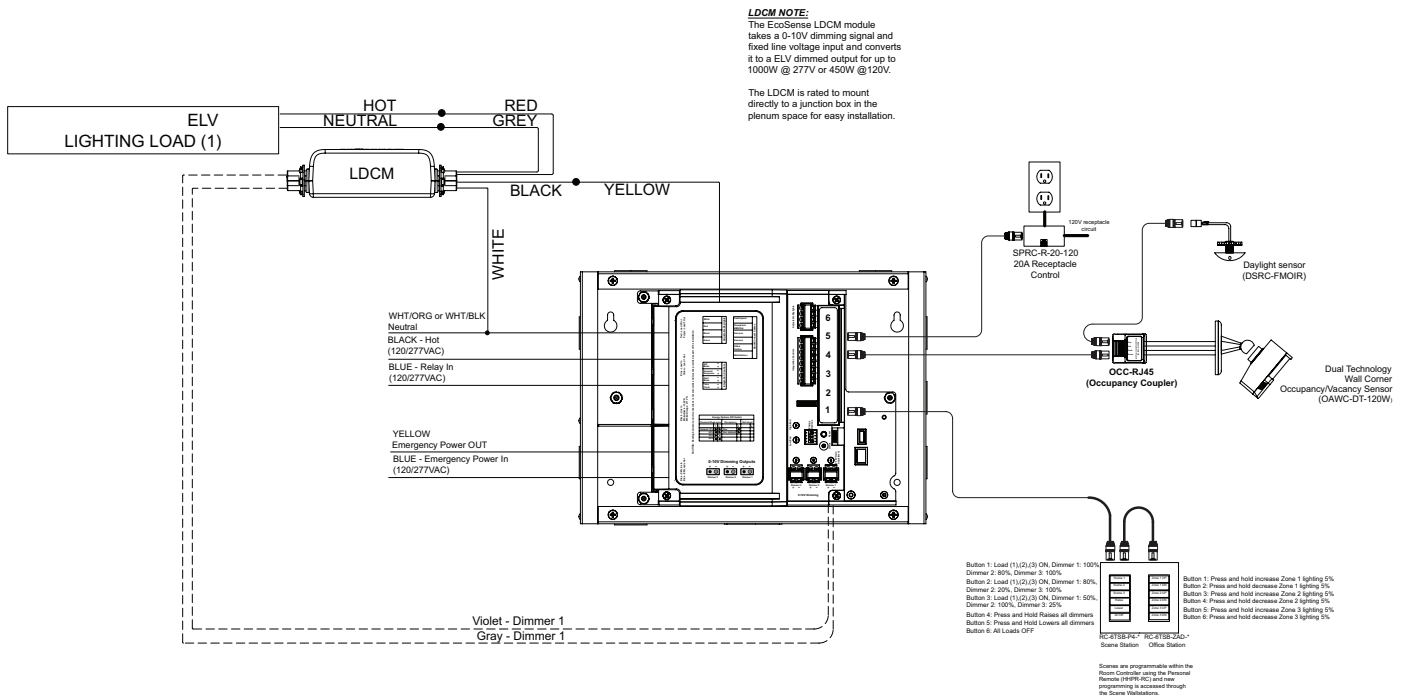 LDCM NOTE:
The EcoSense LDCM module
takes a 0-10V dimming signal and
fixed line voltage input and converts
it to a ELV dimmed output for up to
1000W @ 277V or 450W @120V.
The LDCM is rated to mount
directly to a junction box in the
plenum space for easy installation.
ELV
LIGHTING LOAD (1)
HOT
NEUTRAL
RED
GREY
LDCM
BLACK
YELLOW
WHITE
WHT/ORG or WHT/BLK
Neutral
BLACK - Hot
(120/277VAC)
BLUE - Relay In
(120/277VAC)
YELLOW
Emergency Power OUT
BLUE - Emergency Power In
(120/277VAC)
0-10V Dimming Outputs
6
5
4
3
2
1
0-10V Dimming
120V receptacle
circuit
SPRC-R-20-120
20A Receptacle
Control
Daylight sensor
(DSRC-FMOIR)
OCC-RJ45
(Occupancy Coupler)
Dual Technology
Wall Corner
Occupancy/Vacancy Sensor
(OAWC-DT-120W)
Violet - Dimmer 1
Gray - Dimmer 1
Button 1: Load (1),(2),(3) ON, Dimmer 1: 100%
Dimmer 2: 80%, Dimmer 3: 100%
Button 2: Load (1),(2),(3) ON, Dimmer 1: 80%,
Dimmer 2: 20%, Dimmer 3: 100%
Button 3: Load (1),(2),(3) ON, Dimmer 1: 50%,
Dimmer 2: 100%, Dimmer 3: 25%
Button 4: Press and Hold Raises all dimmers
Button 5: Press and Hold Lowers all dimmers
Button 6: All Loads OFF
Button 1: Press and hold increase Zone 1 lighting 5%
Button 2: Press and hold decrease Zone 1 lighting 5%
Button 3: Press and hold increase Zone 2 lighting 5%
Button 4: Press and hold decrease Zone 2 lighting 5%
Button 5: Press and hold increase Zone 3 lighting 5%
Button 6: Press and hold decrease Zone 3 lighting 5%
RC-6TSB-P4-*
Scene Station
RC-6TSB-ZAD-*
Office Station
Scenes are programmable within the
Room Controller using the Personal
Remote (HHPR-RC) and new
programming is accessed through
the Scene Wallstations.